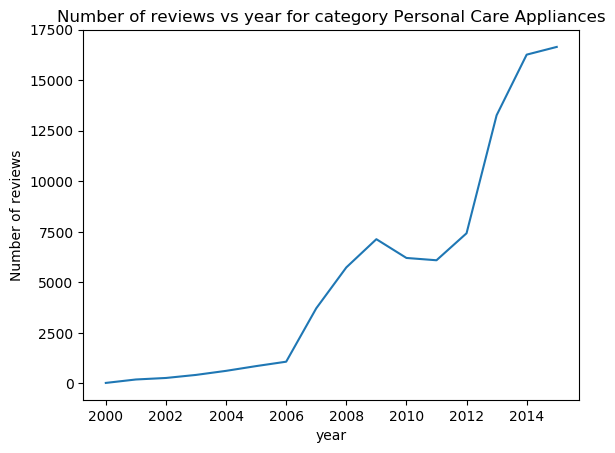 Number of reviews vs year for category Personal Care Appliances
17500
15000
12500
10000
7500
5000
2500
0
Number of reviews
2000 2002 2004 2006 2008 2010 2012 2014
year